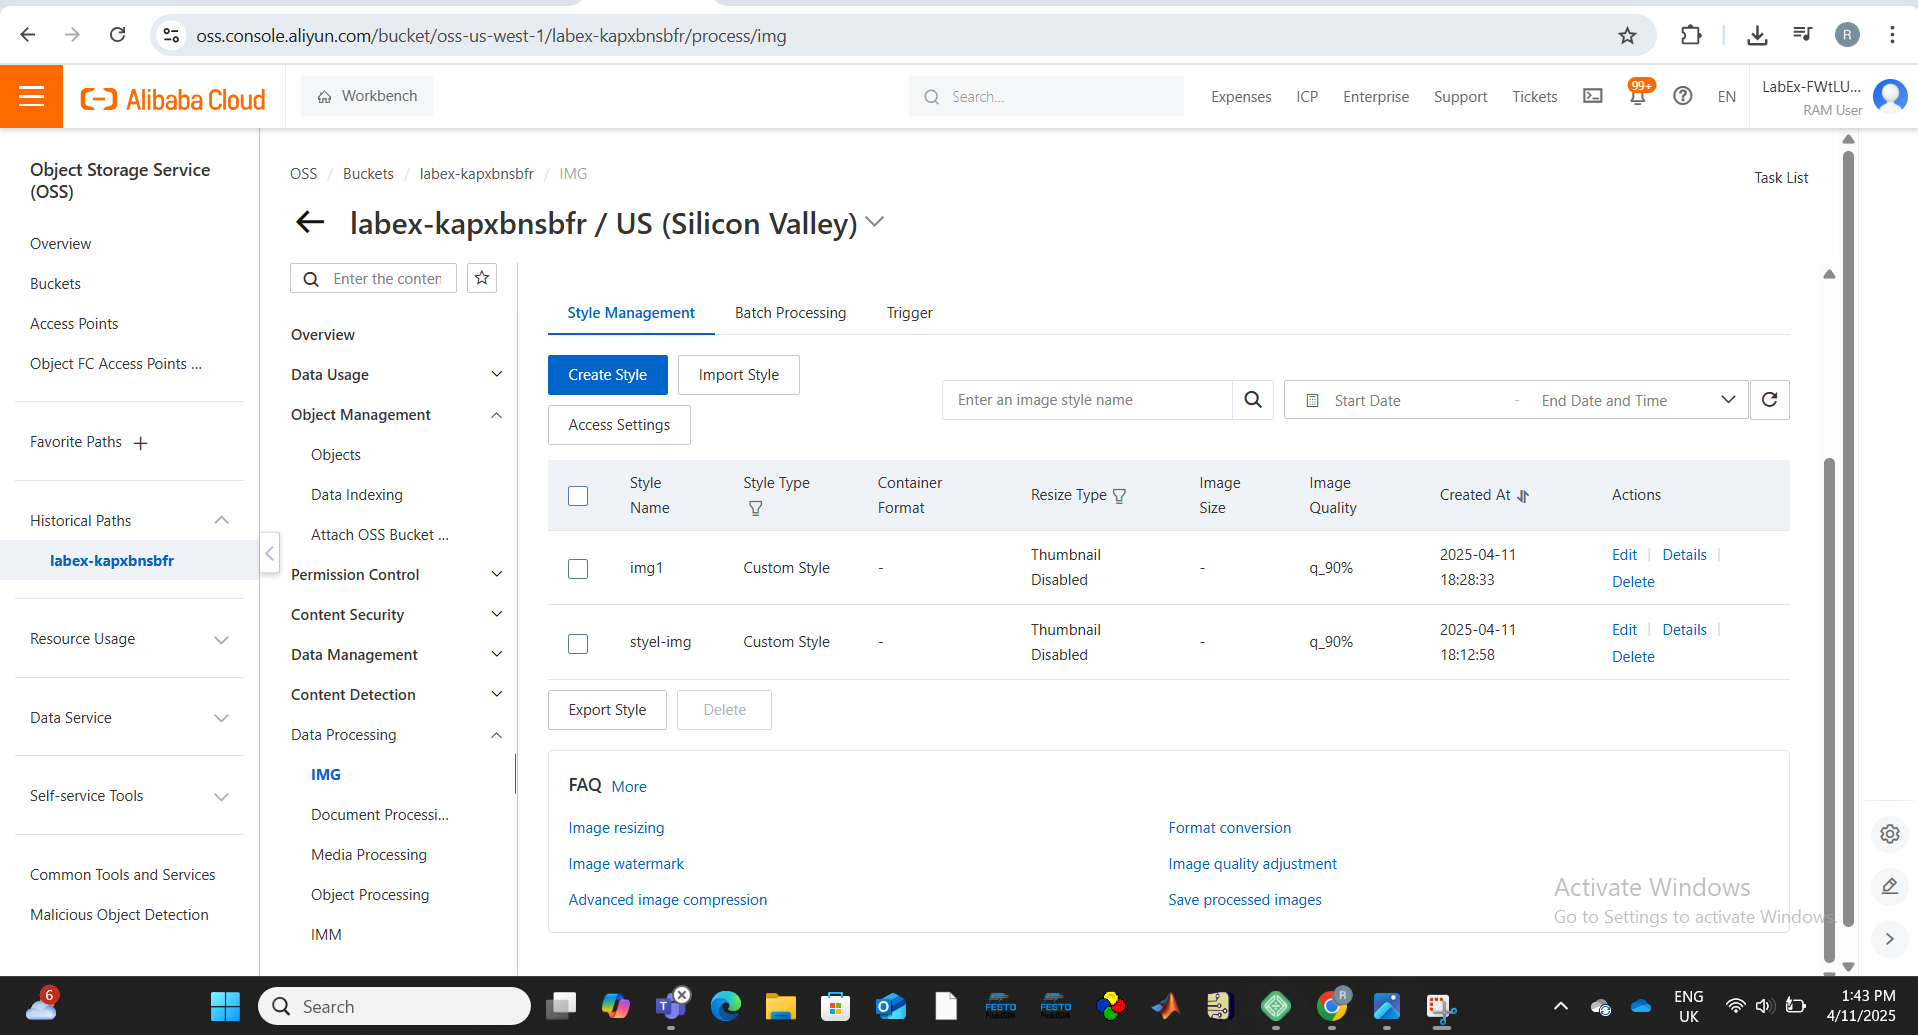 oss.console.aliyun.com/bucket/oss-us-west-1/labex-kapxbnsbfr/process/img
R
Alibaba Cloud
Workbench
Search...
Expenses
ICP
Enterprise
Support
Tickets
99+
EN
LabEx-FWtLU...
RAM User
Object Storage Service
(OSS)
Overview
Buckets
Access Points
Object FC Access Points ...
Favorite Paths
Historical Paths
labex-kapxbnsbfr
Resource Usage
Data Service
Self-service Tools
Common Tools and Services
Malicious Object Detection
OSS / Buckets / labex-kapxbnsbfr / IMG
Task List
labex-kapxbnsbfr / US (Silicon Valley)
Enter the conten
Overview
Data Usage
Object Management
Objects
Data Indexing
Attach OSS Bucket ...
Permission Control
Content Security
Data Management
Content Detection
Data Processing
IMG
Document Processi...
Media Processing
Object Processing
IMM
Style Management
Batch Processing
Trigger
Create Style
Import Style
Access Settings
Enter an image style name
Start Date - End Date and Time
Style Name
Style Type
Container Format
Resize Type
Image Size
Image Quality
Created At
Actions
img1 Custom Style - Thumbnail Disabled - q_90% 2025-04-11 18:28:33 Edit Details Delete
styel-img Custom Style - Thumbnail Disabled - q_90% 2025-04-11 18:12:58 Edit Details Delete
Export Style
Delete
FAQ More
Image resizing
Format conversion
Image watermark
Image quality adjustment
Advanced image compression
Save processed images
Activate Windows
Go to Settings to activate Windows.
6
Search
T
FESTO
FluidSIM
FESTO
FluidSIM
R
ENG
UK
1:43 PM
4/11/2025